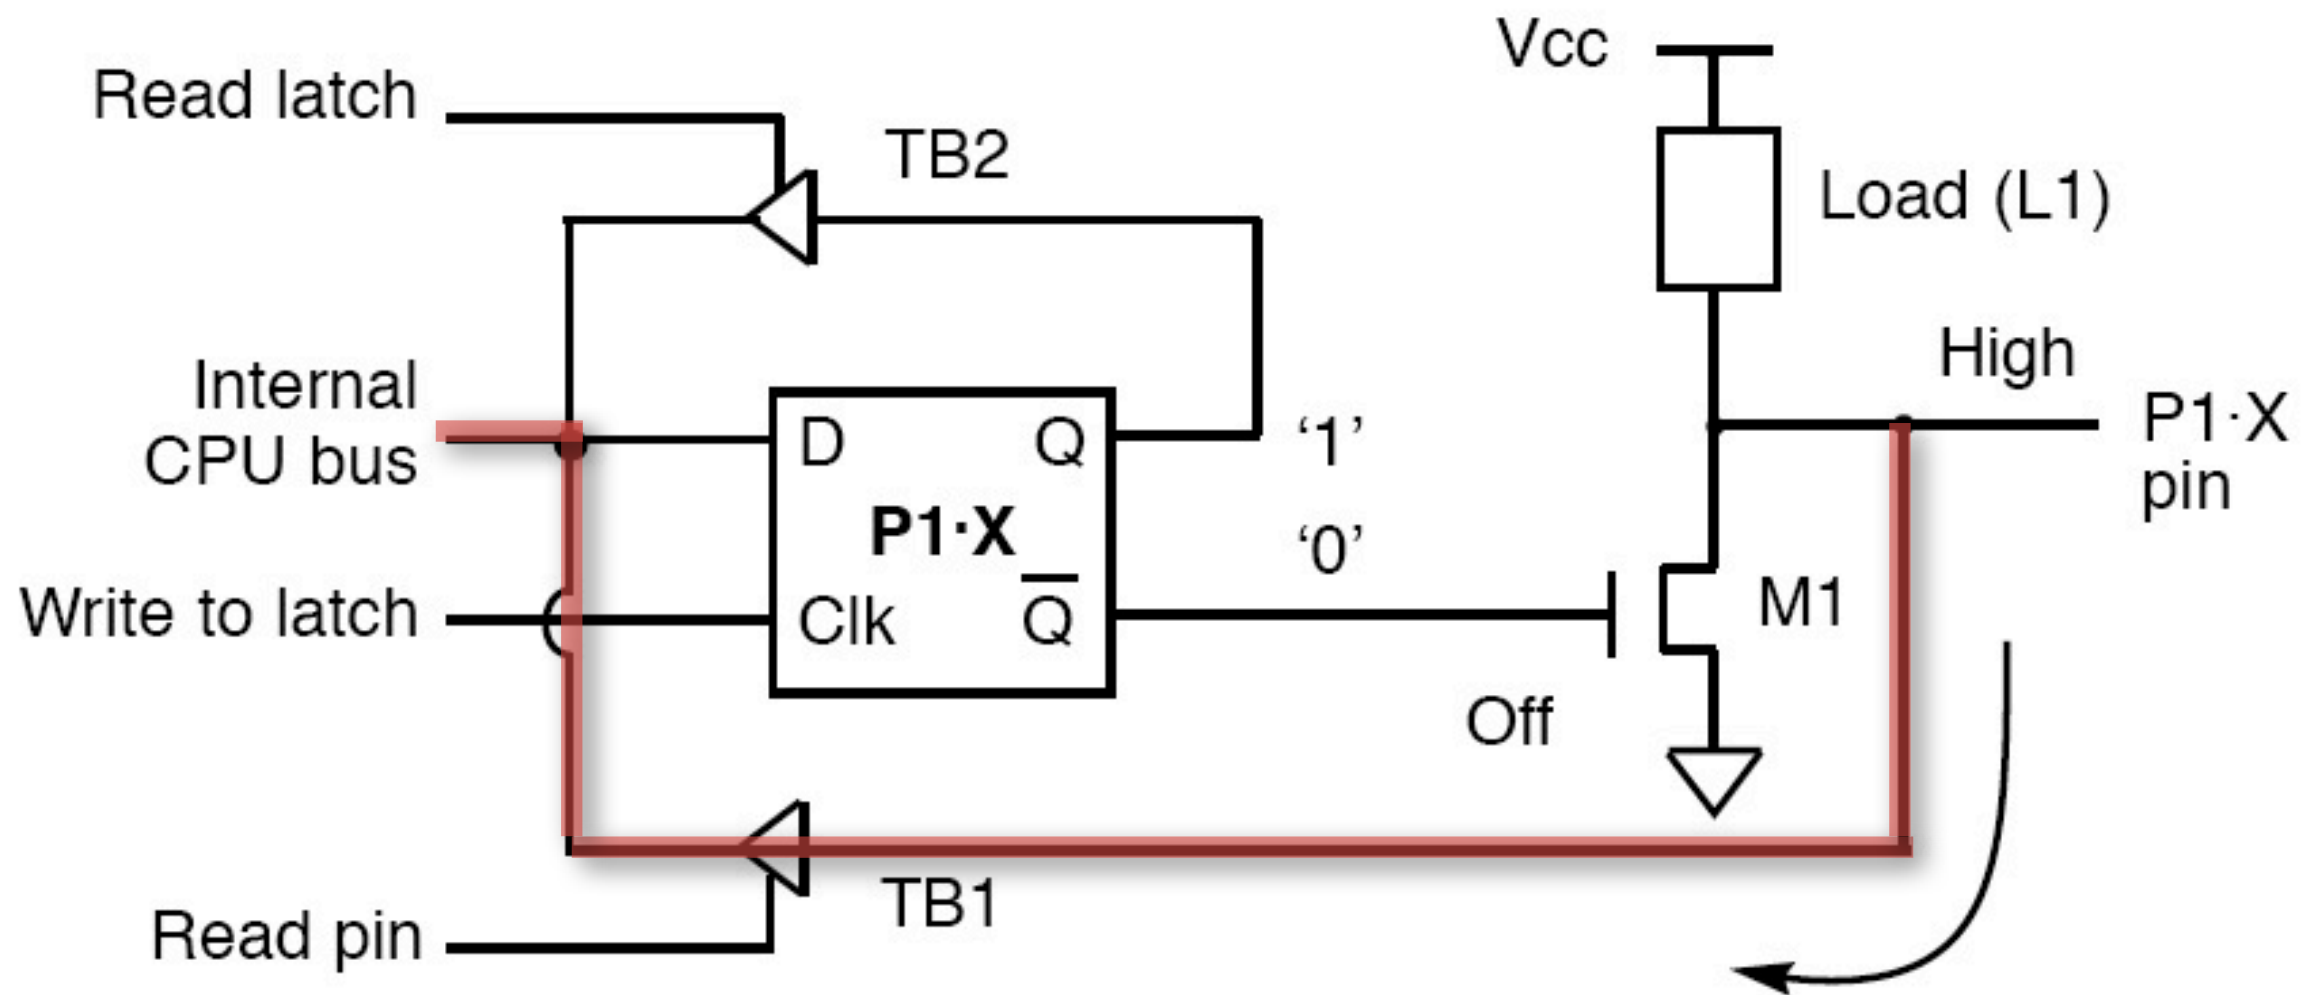 Vcc
Read latch
TB2
Load (L1)
High
Internal
CPU bus
D
Q
‘1’
P1·X
pin
P1·X
‘0’
Write to latch
Clk
Q̅
M1
Off
TB1
Read pin